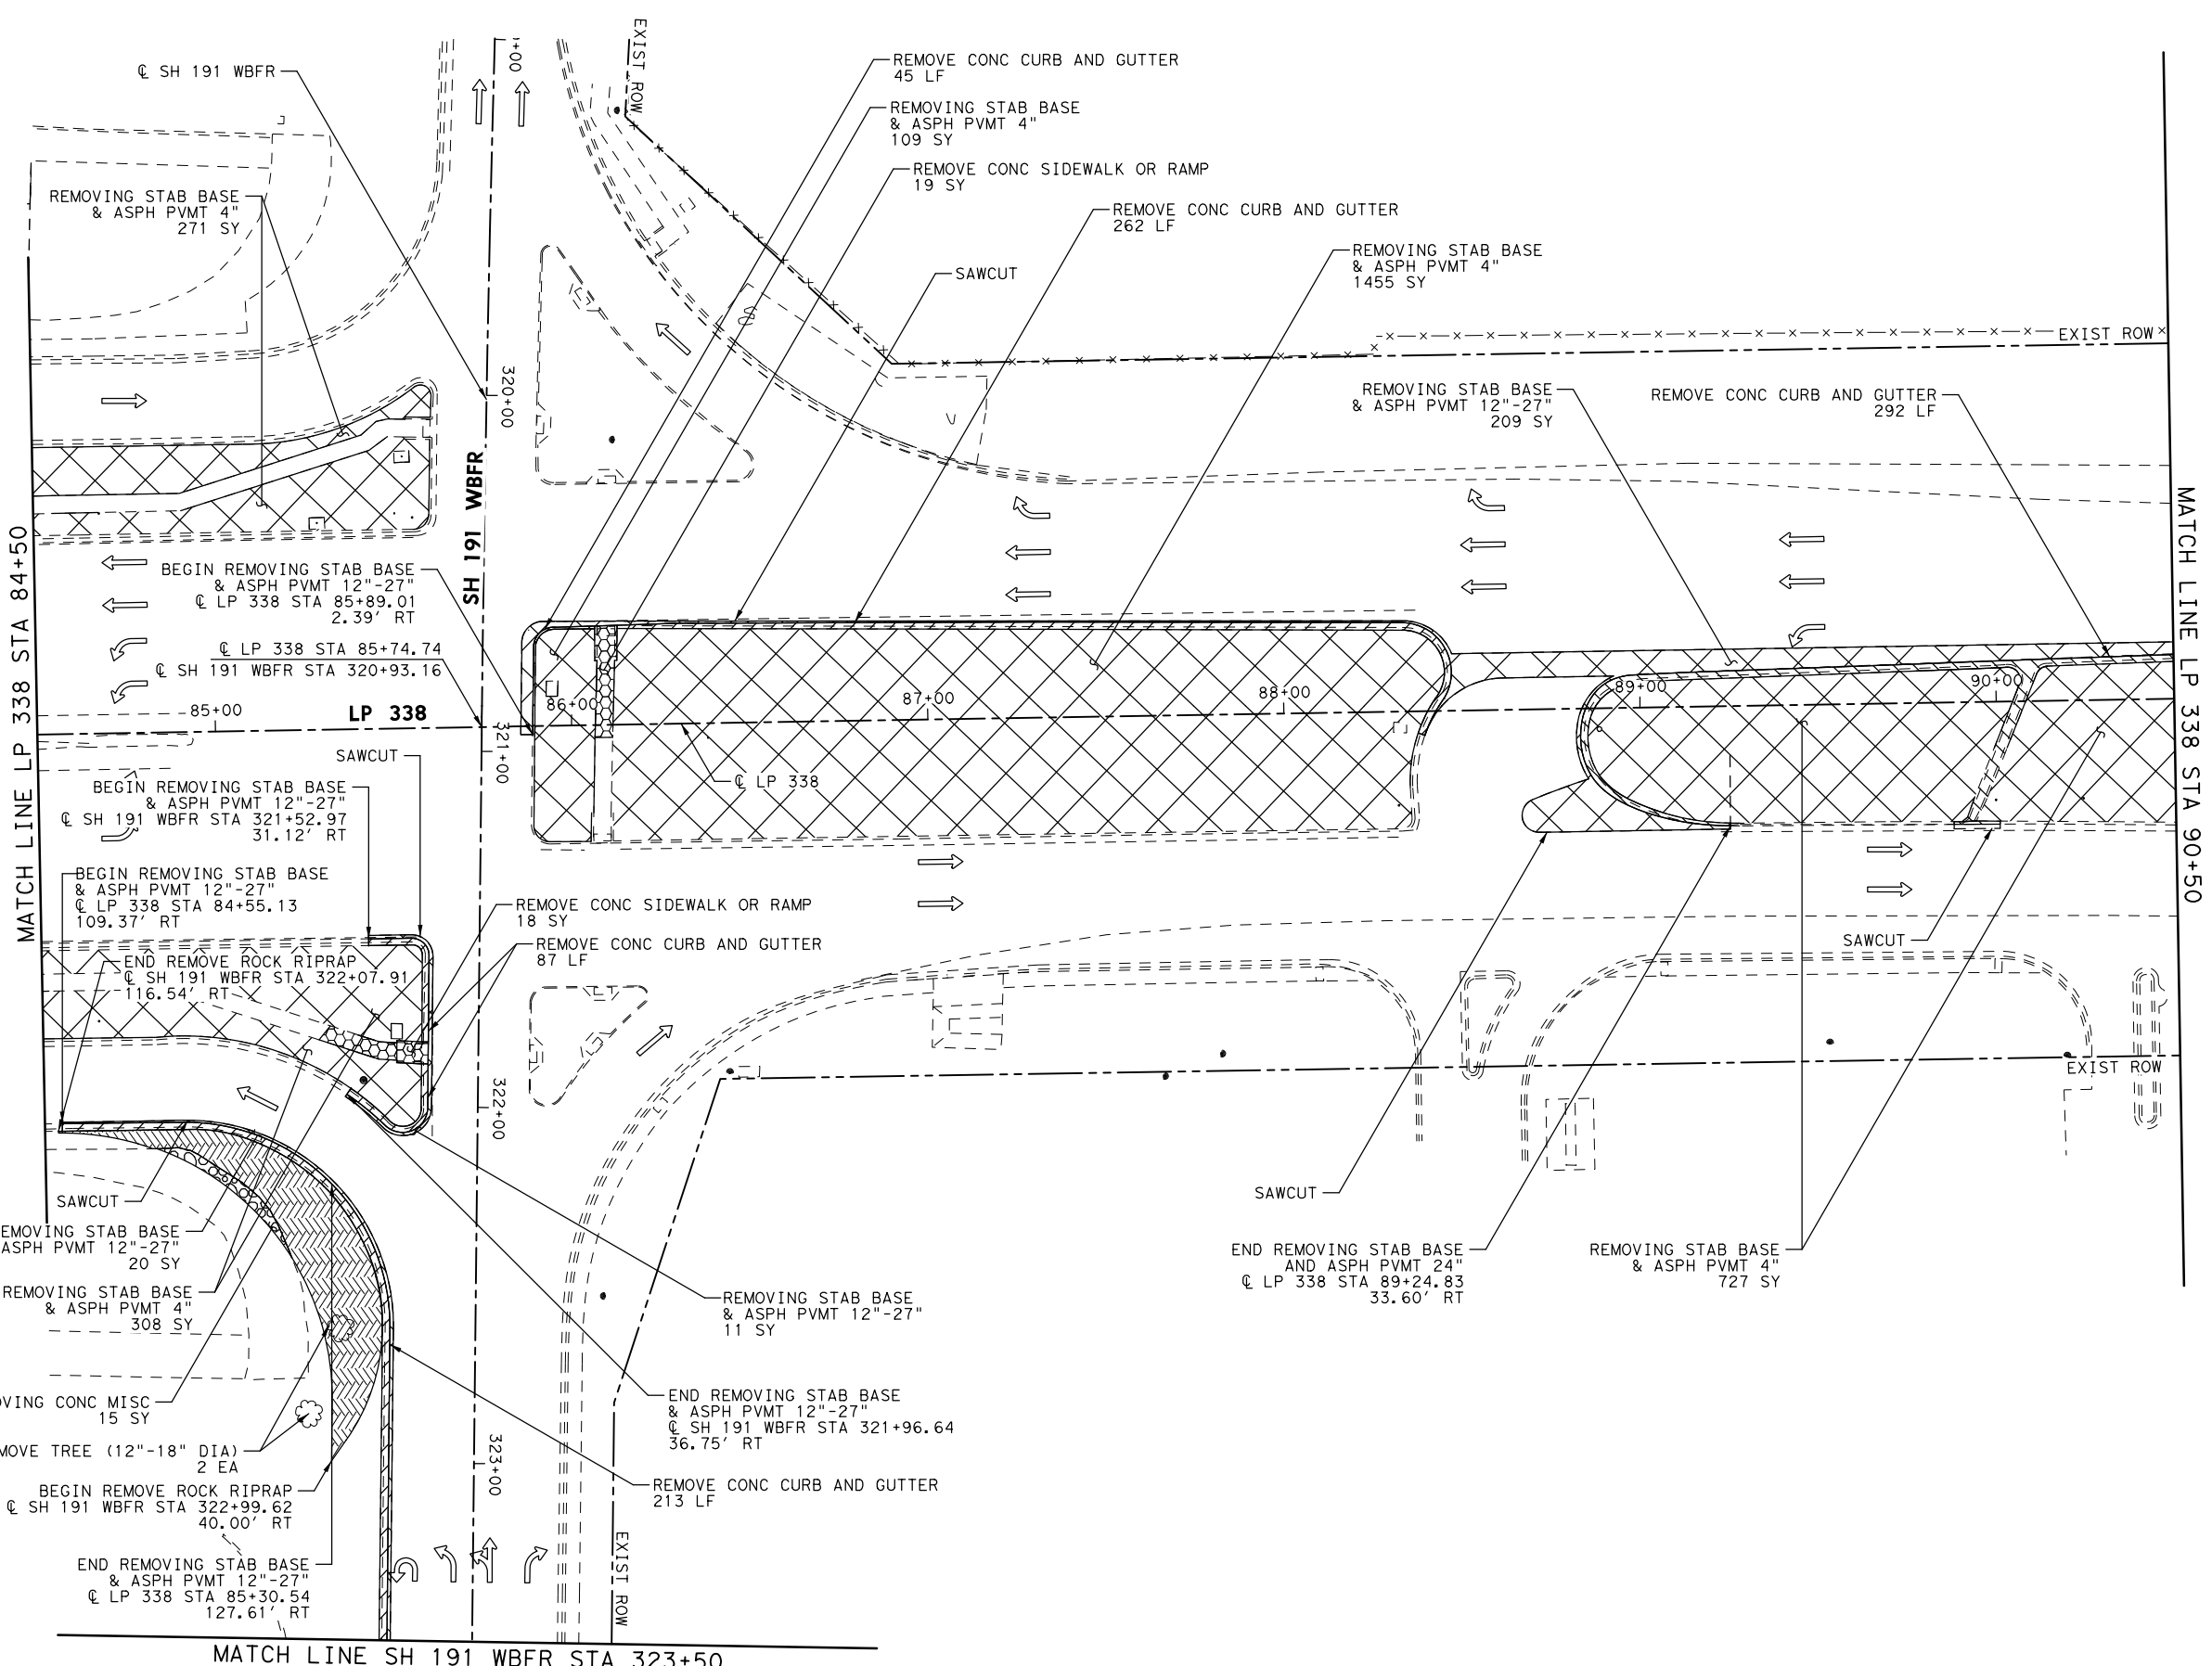 EXIST ROW
+00
REMOVE CONC CURB AND GUTTER
45 LF
℄ SH 191 WBFR
REMOVING STAB BASE
& ASPH PVMT 4"
109 SY
REMOVE CONC SIDEWALK OR RAMP
19 SY
REMOVING STAB BASE
& ASPH PVMT 4"
271 SY
REMOVE CONC CURB AND GUTTER
262 LF
REMOVING STAB BASE
& ASPH PVMT 4"
1455 SY
SAWCUT
EXIST ROW
320+00
REMOVING STAB BASE
& ASPH PVMT 12"-27"
209 SY
REMOVE CONC CURB AND GUTTER
292 LF
SH 191 WBFR
MATCH LINE LP 338 STA 84+50
MATCH LINE LP 338 STA 90+50
BEGIN REMOVING STAB BASE
& ASPH PVMT 12"-27"
℄ LP 338 STA 85+89.01
2.39' RT
℄ LP 338 STA 85+74.74
℄ SH 191 WBFR STA 320+93.16
85+00
LP 338
86+00
87+00
88+00
89+00
90+00
321+00
SAWCUT
℄ LP 338
BEGIN REMOVING STAB BASE
& ASPH PVMT 12"-27"
℄ SH 191 WBFR STA 321+52.97
31.12' RT
BEGIN REMOVING STAB BASE
& ASPH PVMT 12"-27"
℄ LP 338 STA 84+55.13
109.37' RT
REMOVE CONC SIDEWALK OR RAMP
18 SY
REMOVE CONC CURB AND GUTTER
87 LF
SAWCUT
END REMOVE ROCK RIPRAP
℄ SH 191 WBFR STA 322+07.91
116.54' RT
EXIST ROW
322+00
SAWCUT
SAWCUT
EMOVING STAB BASE
ASPH PVMT 12"-27"
20 SY
REMOVING STAB BASE
& ASPH PVMT 4"
308 SY
END REMOVING STAB BASE
AND ASPH PVMT 24"
℄ LP 338 STA 89+24.83
33.60' RT
REMOVING STAB BASE
& ASPH PVMT 4"
727 SY
REMOVING STAB BASE
& ASPH PVMT 12"-27"
11 SY
OVING CONC MISC
15 SY
END REMOVING STAB BASE
& ASPH PVMT 12"-27"
℄ SH 191 WBFR STA 321+96.64
36.75' RT
MOVE TREE (12"-18" DIA)
2 EA
323+00
BEGIN REMOVE ROCK RIPRAP
℄ SH 191 WBFR STA 322+99.62
40.00' RT
REMOVE CONC CURB AND GUTTER
213 LF
END REMOVING STAB BASE
& ASPH PVMT 12"-27"
℄ LP 338 STA 85+30.54
127.61' RT
EXIST ROW
MATCH LINE SH 191 WBFR STA 323+50